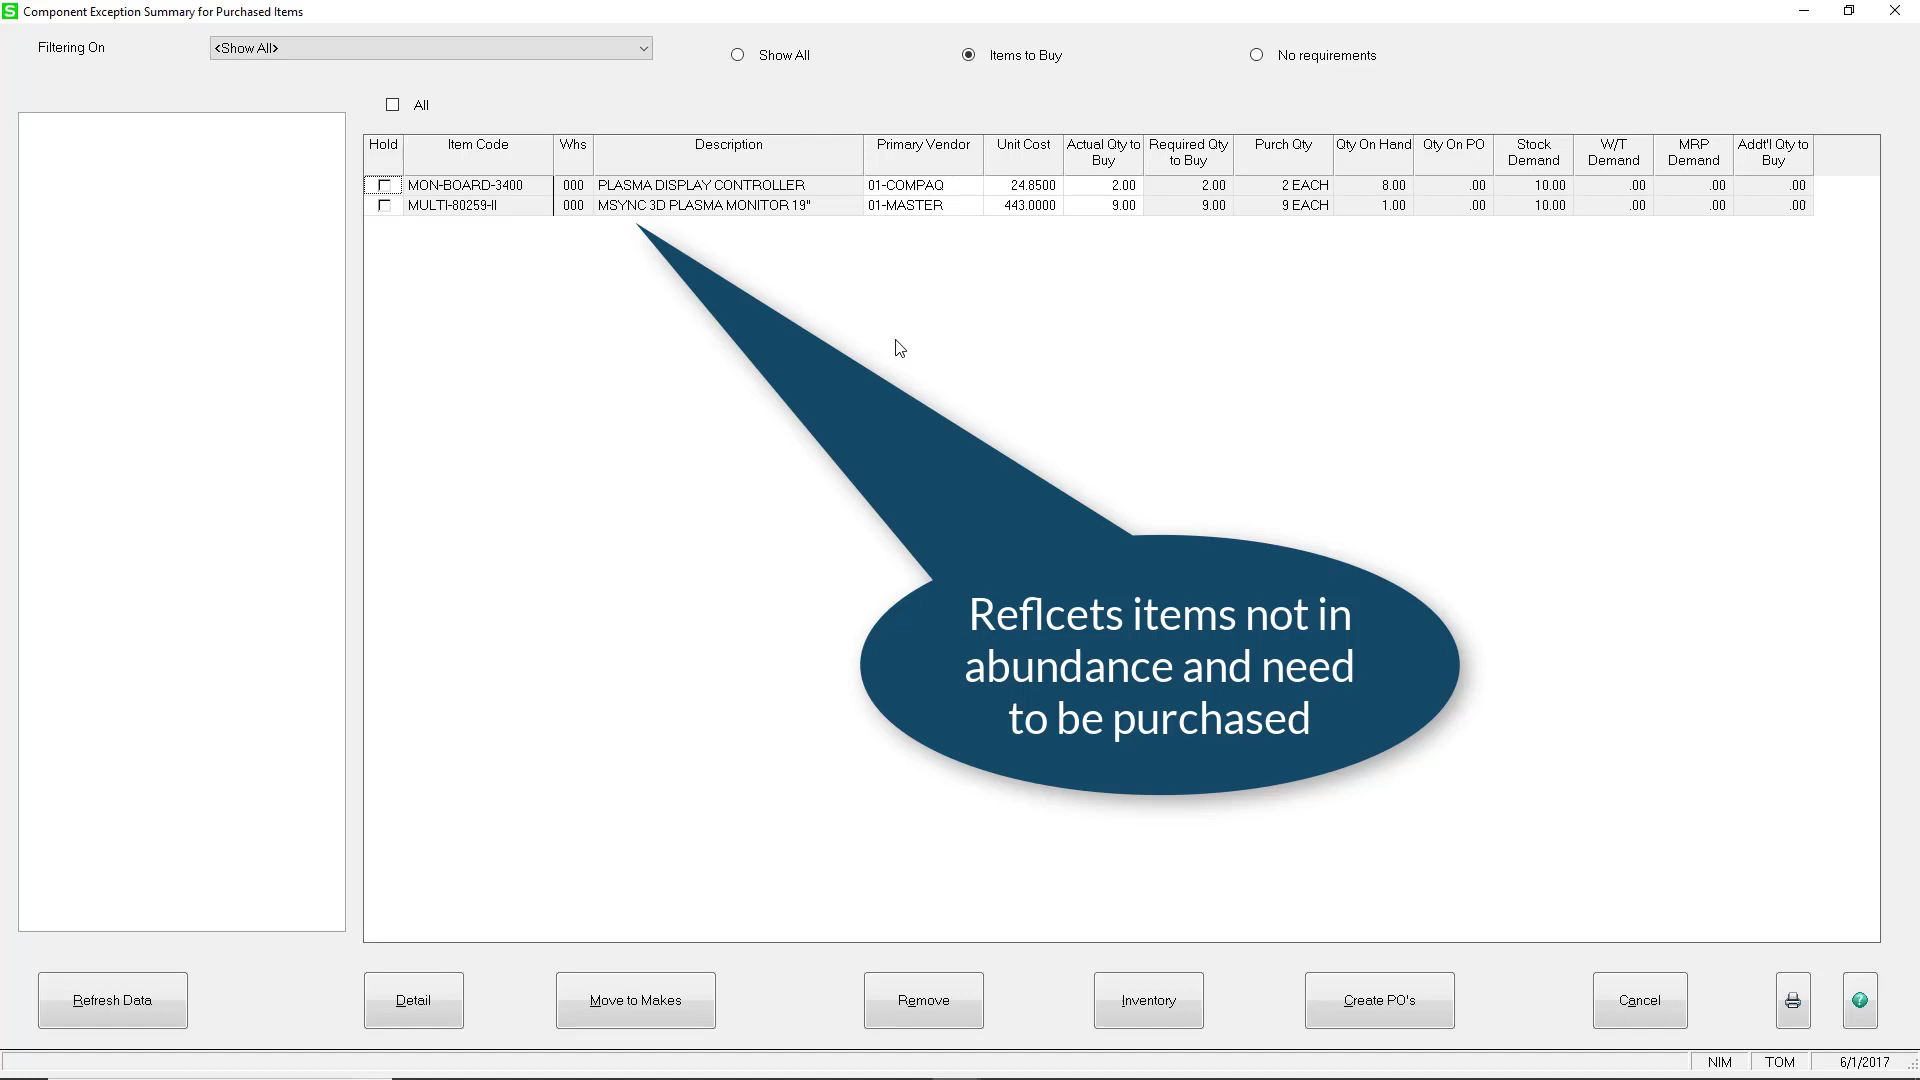 S Component Exception Summary for Purchased Items
Filtering On <Show All> Show All Items to Buy No requirements
All
Hold Item Code Whs Description Primary Vendor Unit Cost Actual Qty to Buy Required Qty to Buy Purch Qty Qty On Hand Qty On PO Stock Demand W/T Demand MRP Demand Addt'l Qty to Buy
MON-BOARD-3400 000 PLASMA DISPLAY CONTROLLER 01-COMPAQ 24.8500 2.00 2.00 2 EACH 8.00 .00 10.00 .00 .00 .00
MULTI-80259-II 000 MSYNC 3D PLASMA MONITOR 19" 01-MASTER 443.0000 9.00 9.00 9 EACH 1.00 .00 10.00 .00 .00 .00
Reflcets items not in
abundance and need
to be purchased
Refresh Data Detail Move to Makes Remove Inventory Create PO's Cancel ?
NIM TOM 6/1/2017